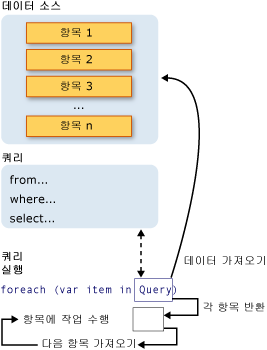 데이터 소스
항목 1
항목 2
항목 3
...
항목 n
쿼리
from...
where...
select...
쿼리
실행
데이터 가져오기
foreach (var item in Query)
각 항목 반환
항목에 작업 수행
다음 항목 가져오기